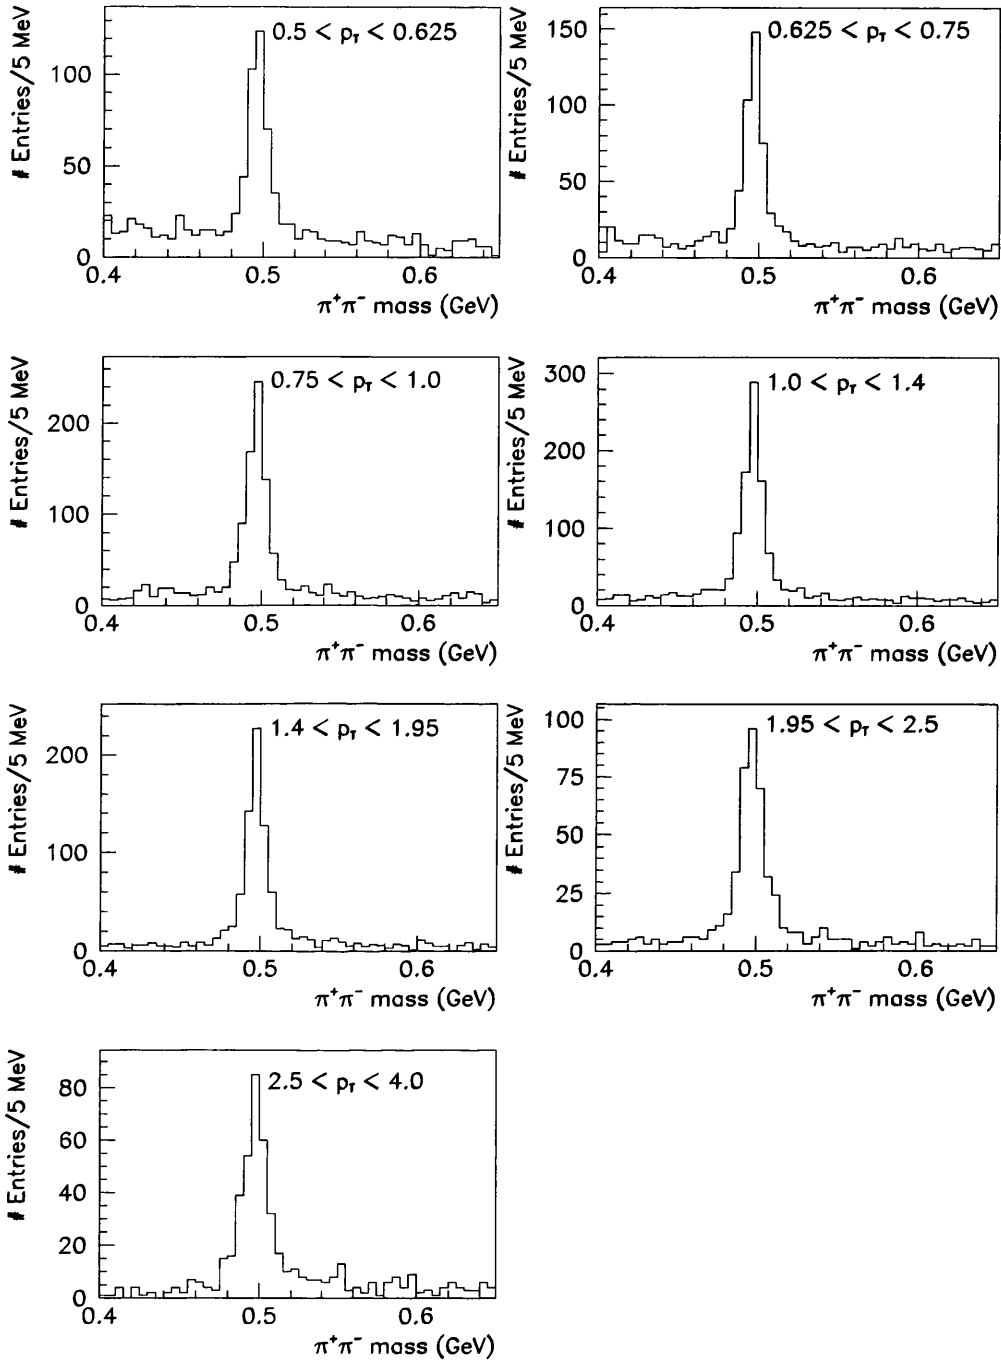 # Entries/5 MeV
0.5 < pT < 0.625
100
50
0
0.4
0.5
0.6
π+π− mass (GeV)
# Entries/5 MeV
0.625 < pT < 0.75
150
100
50
0
0.4
0.5
0.6
π+π− mass (GeV)
# Entries/5 MeV
0.75 < pT < 1.0
200
100
0
0.4
0.5
0.6
π+π− mass (GeV)
# Entries/5 MeV
1.0 < pT < 1.4
300
200
100
0
0.4
0.5
0.6
π+π− mass (GeV)
# Entries/5 MeV
1.4 < pT < 1.95
200
100
0
0.4
0.5
0.6
π+π− mass (GeV)
# Entries/5 MeV
1.95 < pT < 2.5
100
75
50
25
0
0.4
0.5
0.6
π+π− mass (GeV)
# Entries/5 MeV
2.5 < pT < 4.0
80
60
40
20
0
0.4
0.5
0.6
π+π− mass (GeV)